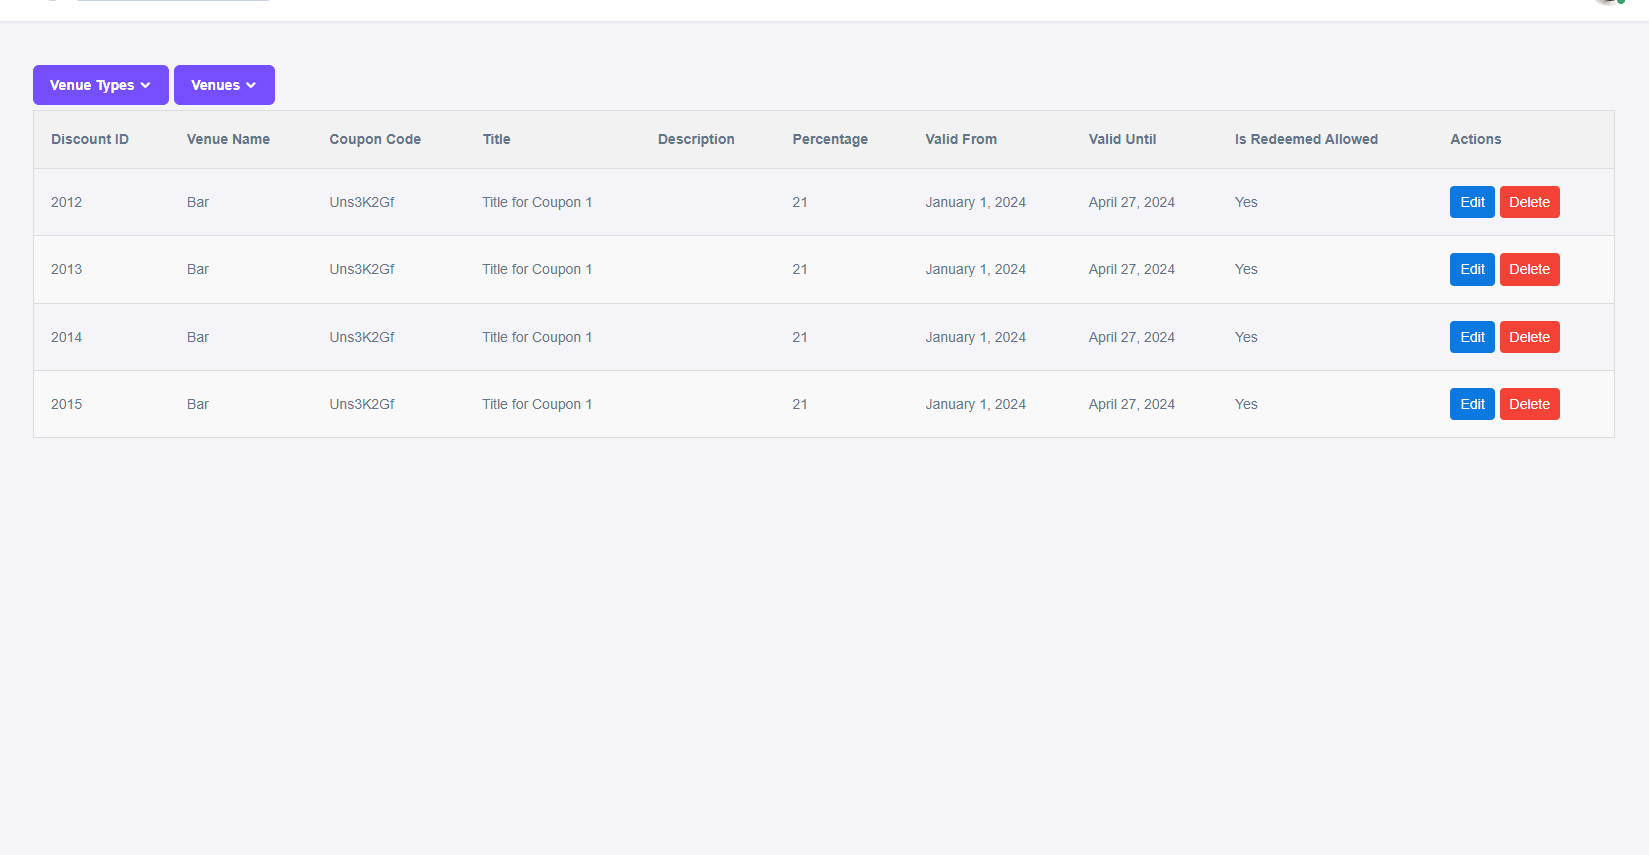 Venue Types Venues
Discount ID Venue Name Coupon Code Title Description Percentage Valid From Valid Until Is Redeemed Allowed Actions
2012 Bar Uns3K2Gf Title for Coupon 1 21 January 1, 2024 April 27, 2024 Yes Edit Delete
2013 Bar Uns3K2Gf Title for Coupon 1 21 January 1, 2024 April 27, 2024 Yes Edit Delete
2014 Bar Uns3K2Gf Title for Coupon 1 21 January 1, 2024 April 27, 2024 Yes Edit Delete
2015 Bar Uns3K2Gf Title for Coupon 1 21 January 1, 2024 April 27, 2024 Yes Edit Delete